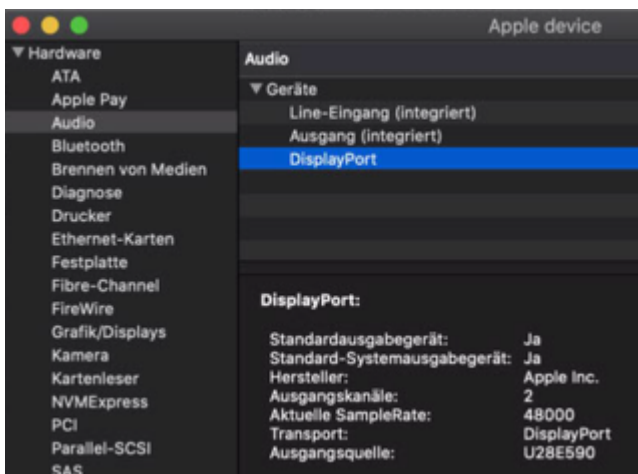 Apple device
Hardware
ATA
Apple Pay
Audio
Bluetooth
Brennen von Medien
Diagnose
Drucker
Ethernet-Karten
Festplatte
Fibre-Channel
FireWire
Grafik/Displays
Kamera
Kartenleser
NVMExpress
PCI
Parallel-SCSI
SAS
Audio
Geräte
Line-Eingang (integriert)
Ausgang (integriert)
DisplayPort
DisplayPort:
Standardausgabegerät: Ja
Standard-Systemausgabegerät: Ja
Hersteller: Apple Inc.
Ausgangskanäle: 2
Aktuelle SampleRate: 48000
Transport: DisplayPort
Ausgangsquelle: U28E590